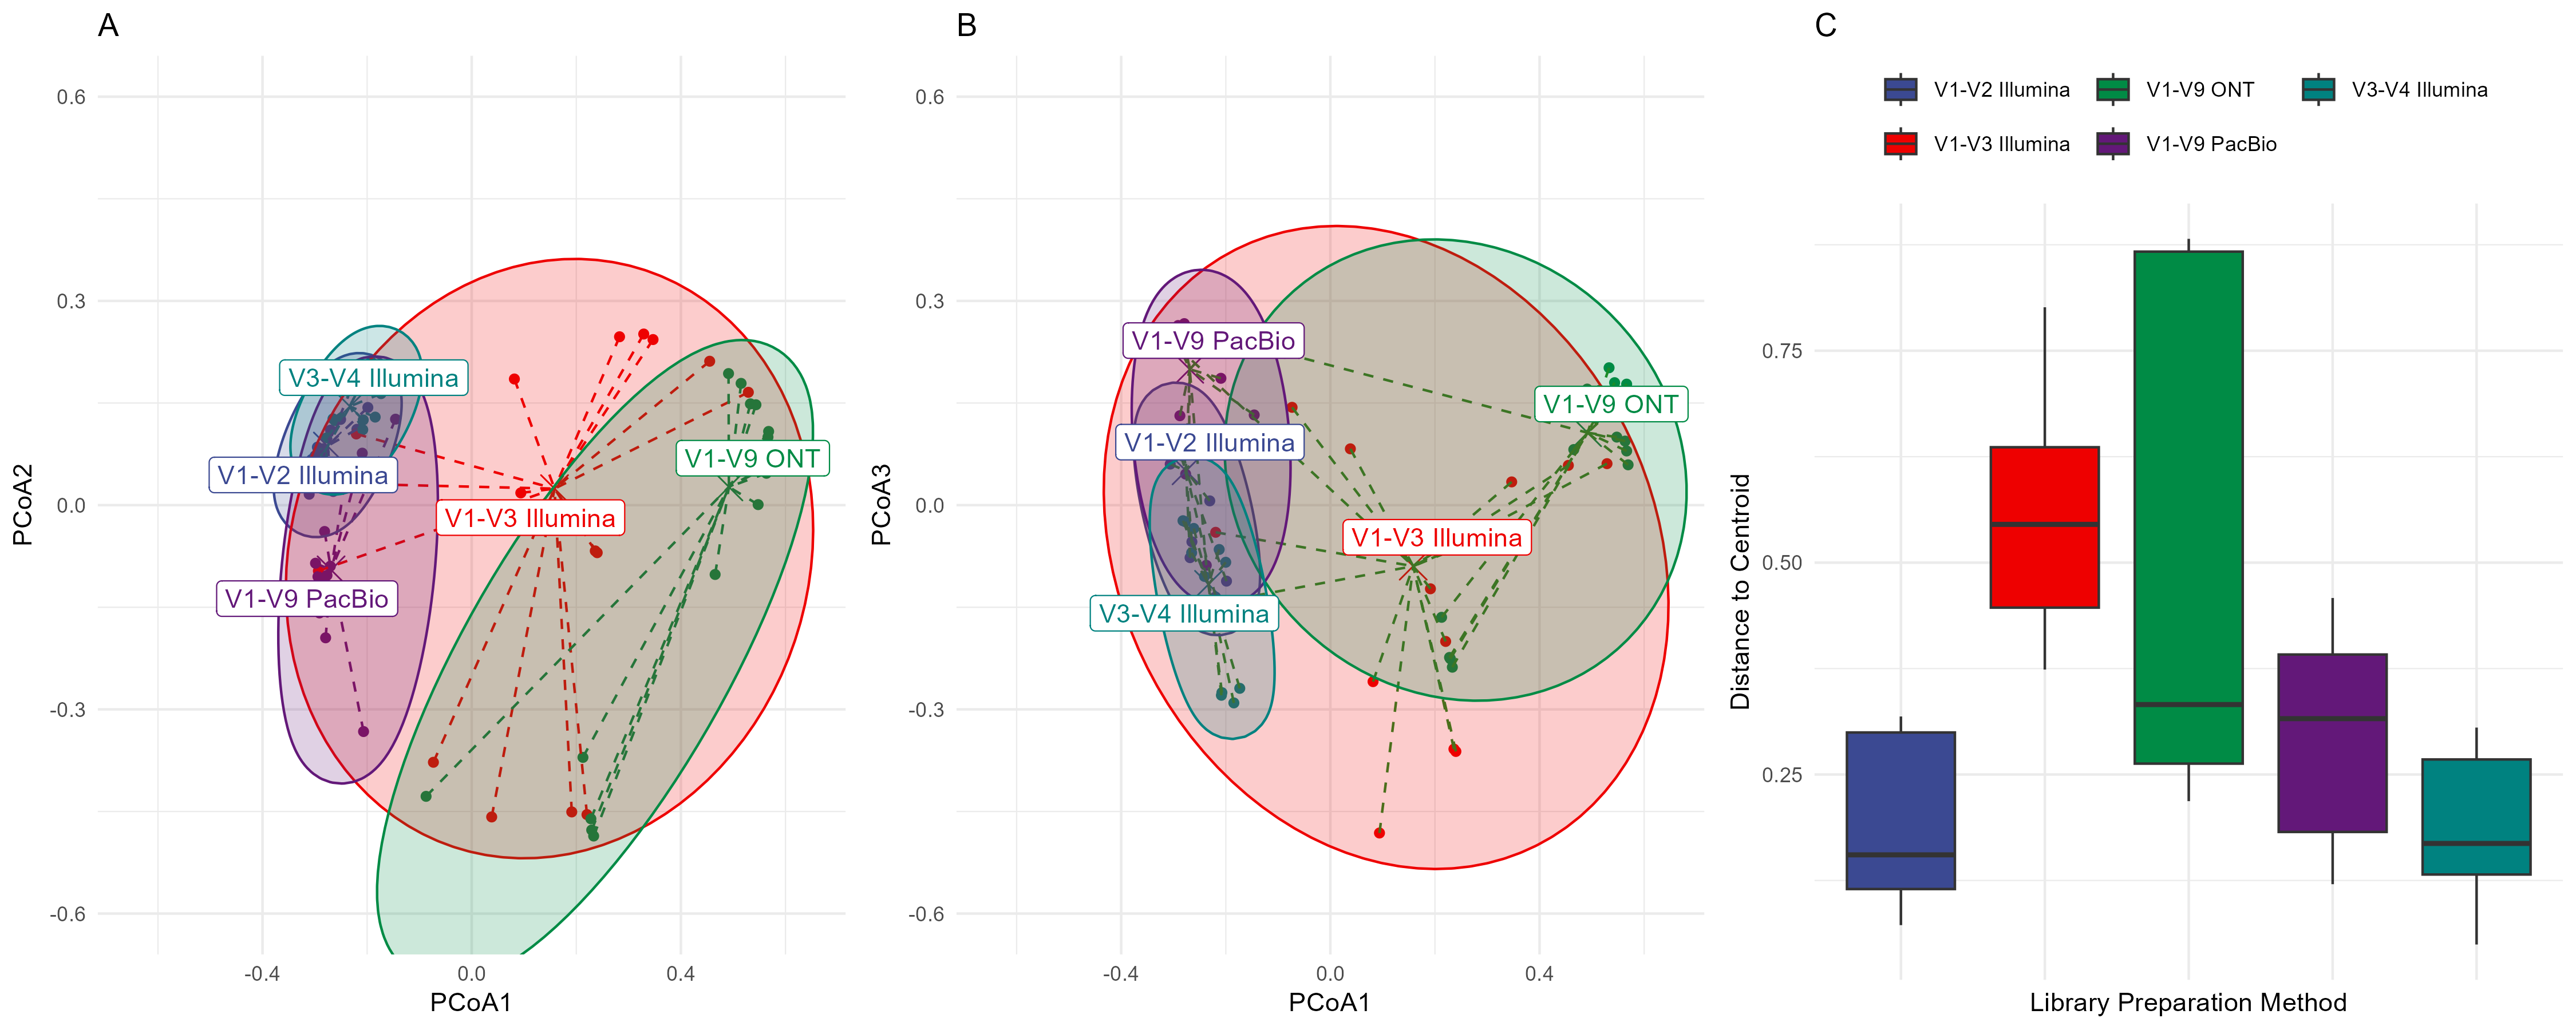 A
PCoA2
0.6
0.3
0.0
-0.3
-0.6
V3-V4 Illumina
V1-V2 Illumina
V1-V9 ONT
V1-V3 Illumina
V1-V9 PacBio
-0.4
0.0
0.4
PCoA1
B
PCoA3
0.6
0.3
0.0
-0.3
-0.6
V1-V9 PacBio
V1-V9 ONT
V1-V2 Illumina
V1-V3 Illumina
V3-V4 Illumina
-0.4
0.0
0.4
PCoA1
C
V1-V2 Illumina
V1-V9 ONT
V3-V4 Illumina
V1-V3 Illumina
V1-V9 PacBio
Distance to Centroid
0.75
0.50
0.25
Library Preparation Method